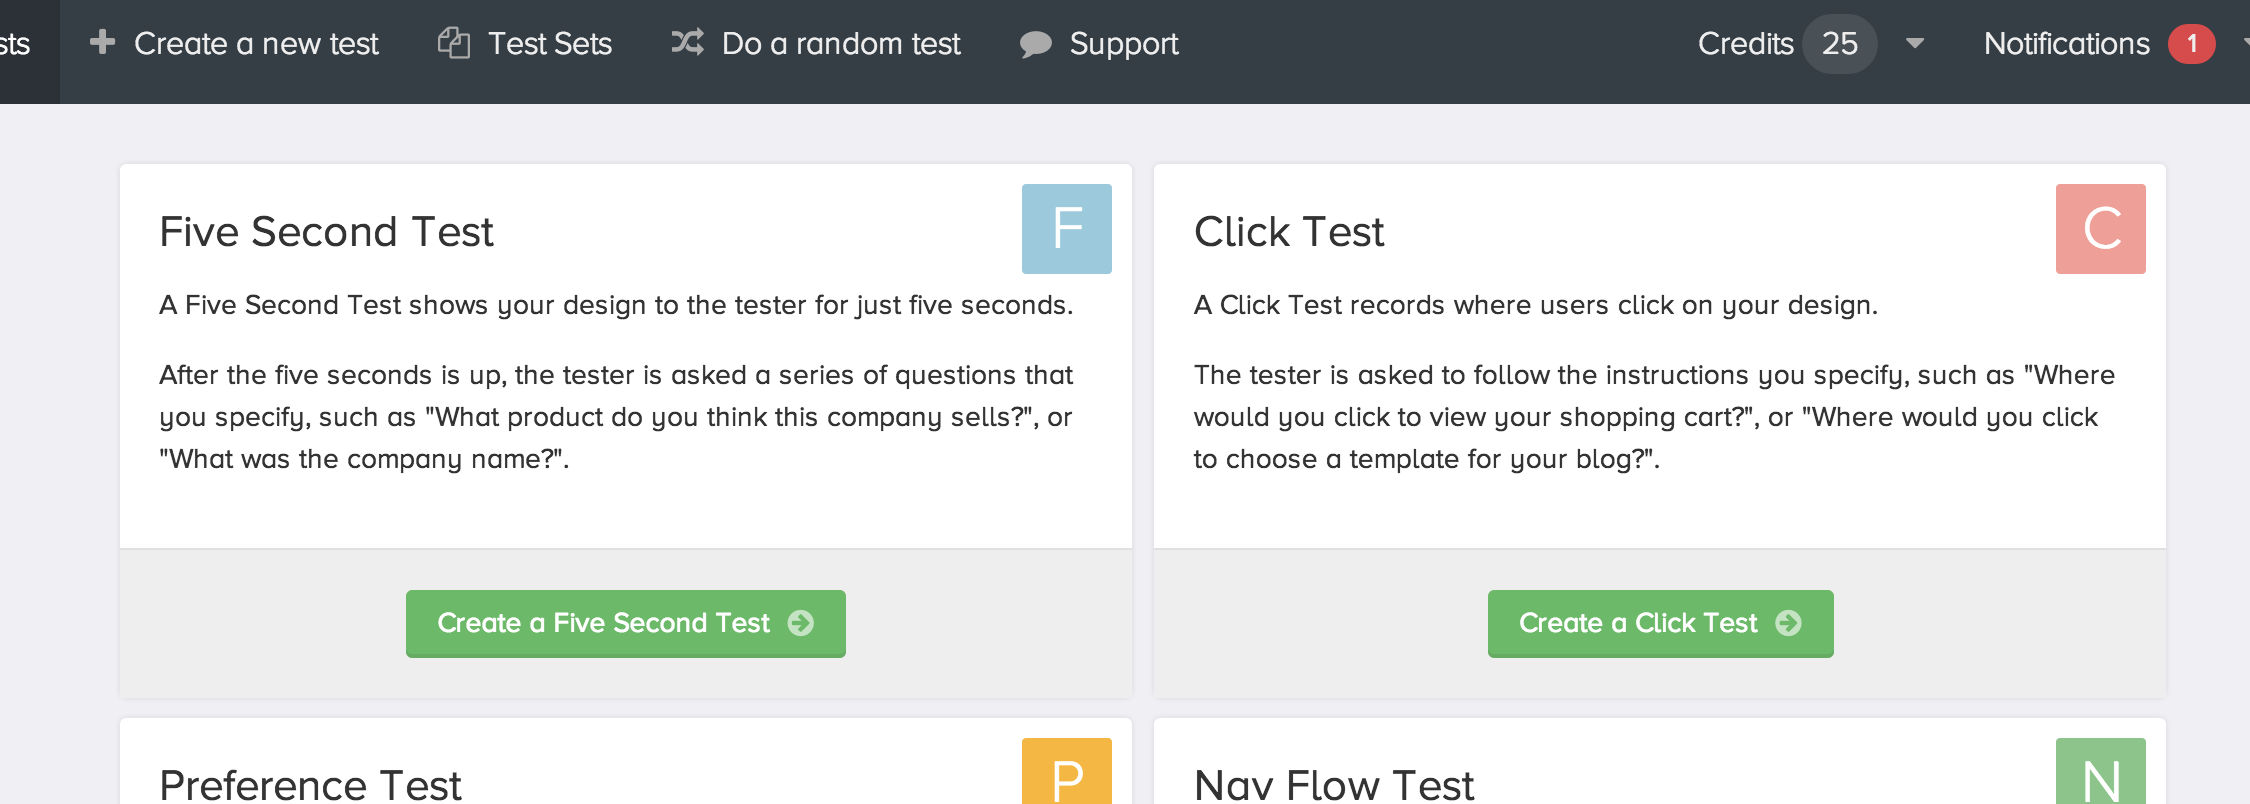 sts Create a new test Test Sets Do a random test Support Credits 25 Notifications 1
Five Second Test F
A Five Second Test shows your design to the tester for just five seconds.
After the five seconds is up, the tester is asked a series of questions that
you specify, such as "What product do you think this company sells?", or
"What was the company name?".
Create a Five Second Test
Click Test C
A Click Test records where users click on your design.
The tester is asked to follow the instructions you specify, such as "Where
would you click to view your shopping cart?", or "Where would you click
to choose a template for your blog?".
Create a Click Test
Preference Test P
Nav Flow Test N